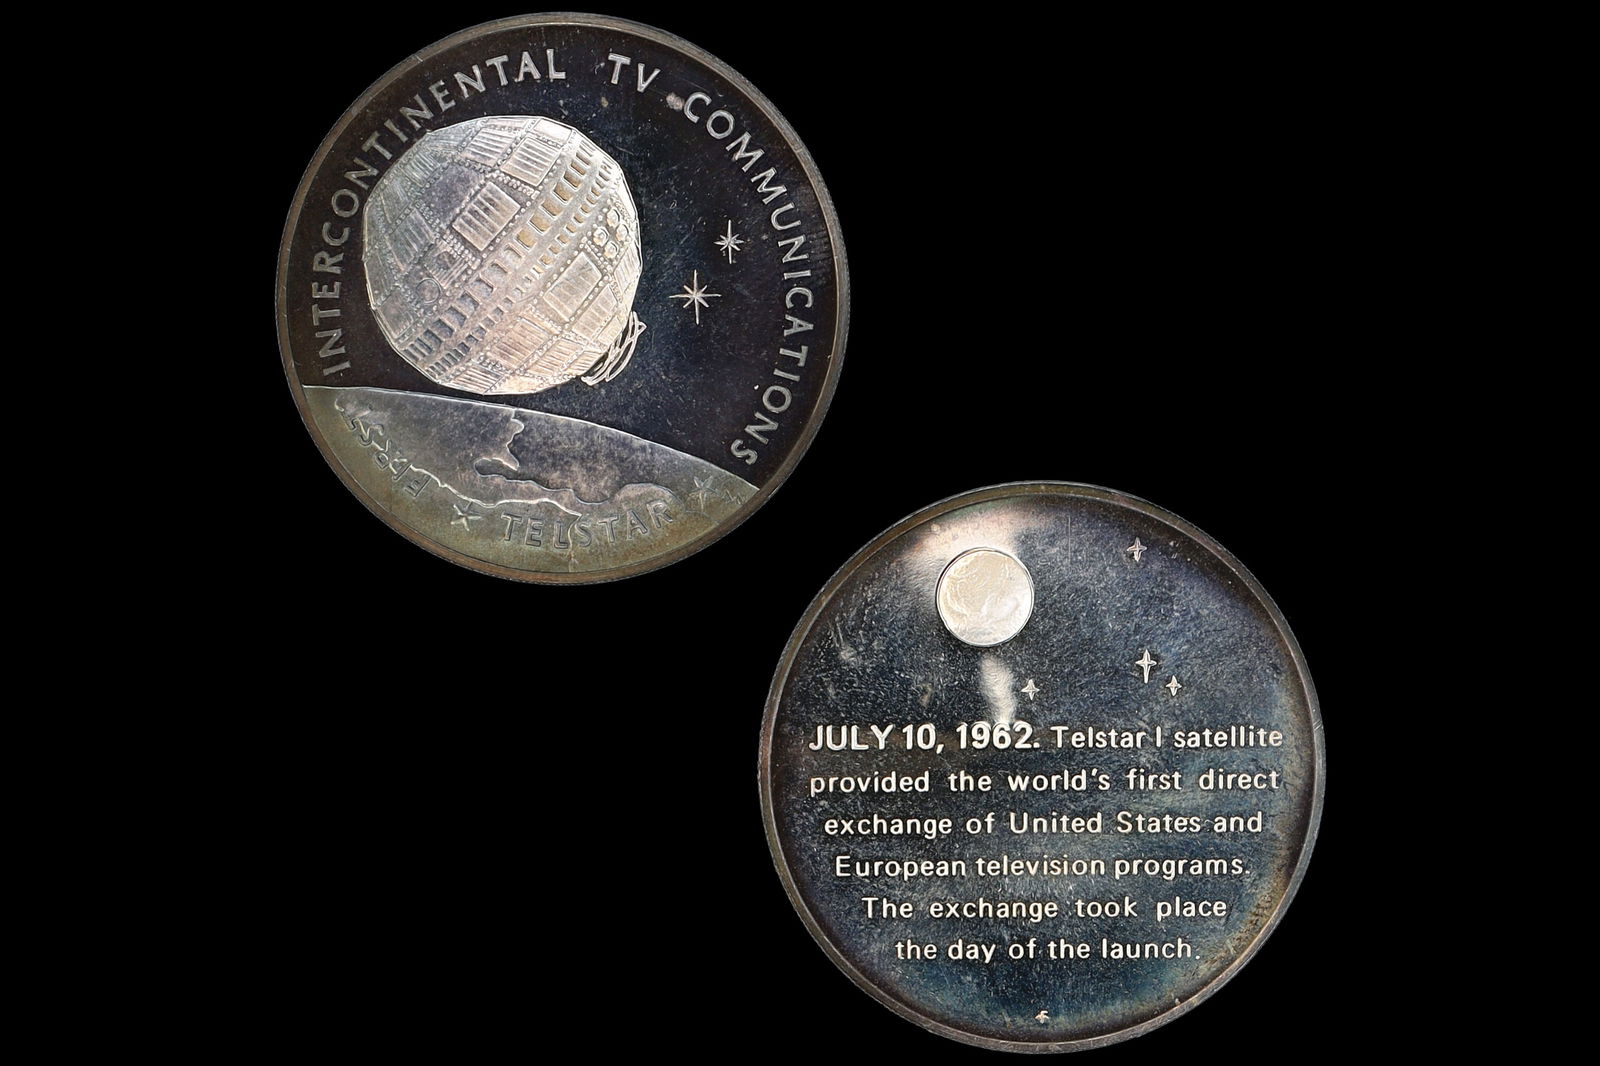 INTERCONTINENTAL TV COMMUNICATIONS
TELSTAR
JULY 10, 1962. Telstar I satellite
provided the world's first direct
exchange of United States and
European television programs.
The exchange took place
the day of the launch.